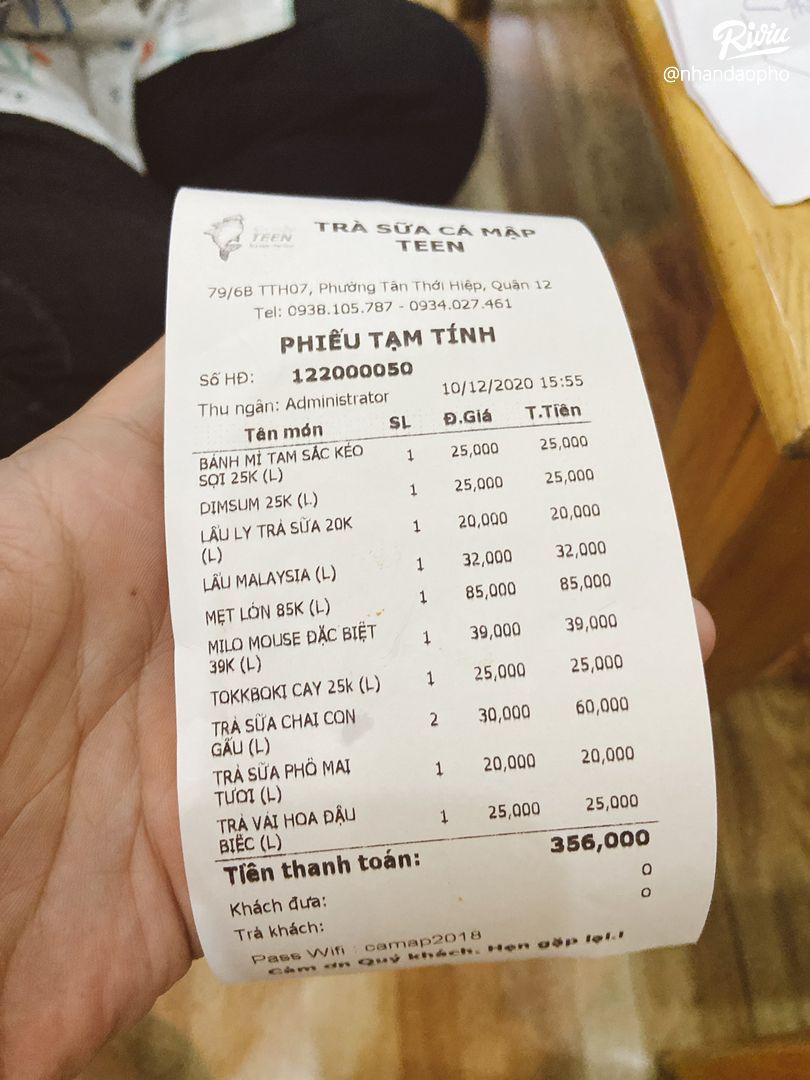 Riviu
@nhandaopho
TEEN
TRÀ SỮA CÁ MẬP
TEEN
79/6B TTH07, Phường Tân Thới Hiệp, Quận 12
Tel: 0938.105.787 - 0934.027.461
PHIẾU TẠM TÍNH
Số HĐ: 122000050
Thu ngân: Administrator 10/12/2020 15:55
Tên món SL Đ.Giá T.Tiền
BÁNH MÌ TAM SẮC KÉO 1 25,000 25,000
SỢI 25K (L)
DIMSUM 25K (L) 1 25,000 25,000
LẨU LY TRÀ SỮA 20K 1 20,000 20,000
(L)
LẨU MALAYSIA (L) 1 32,000 32,000
MẸT LỚN 85K (L) 1 85,000 85,000
MILO MOUSE ĐẶC BIỆT 1 39,000 39,000
39K (L)
TOKKBOKI CAY 25k (L) 1 25,000 25,000
TRÀ SỮA CHAI CON 2 30,000 60,000
GẤU (L)
TRÀ SỮA PHÔ MAI 1 20,000 20,000
TƯƠI (L)
TRÀ VẢI HOA ĐẬU 1 25,000 25,000
BIẾC (L)
Tiền thanh toán: 356,000
Khách đưa: 0
Trả khách: 0
Pass Wifi : camap2018
Cảm ơn Quý khách. Hẹn gặp lại.!